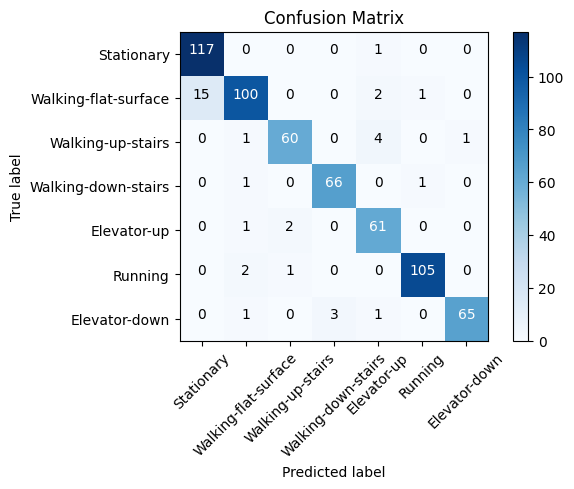 Confusion Matrix
True label
Stationary 117 0 0 0 1 0 0
Walking-flat-surface 15 100 0 0 2 1 0
Walking-up-stairs 0 1 60 0 4 0 1
Walking-down-stairs 0 1 0 66 0 1 0
Elevator-up 0 1 2 0 61 0 0
Running 0 2 1 0 0 105 0
Elevator-down 0 1 0 3 1 0 65
Stationary Walking-flat-surface Walking-up-stairs Walking-down-stairs Elevator-up Running Elevator-down
Predicted label
100
80
60
40
20
0